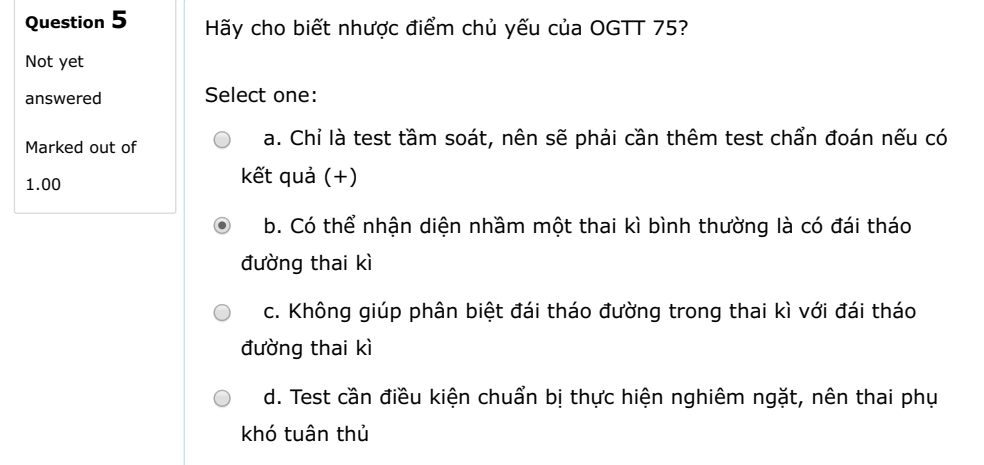 Question 5
Not yet
answered
Marked out of
1.00
Hãy cho biết nhược điểm chủ yếu của OGTT 75?
Select one:
a. Chỉ là test tầm soát, nên sẽ phải cần thêm test chẩn đoán nếu có
kết quả (+)
b. Có thể nhận diện nhầm một thai kì bình thường là có đái tháo
đường thai kì
c. Không giúp phân biệt đái tháo đường trong thai kì với đái tháo
đường thai kì
d. Test cần điều kiện chuẩn bị thực hiện nghiêm ngặt, nên thai phụ
khó tuân thủ